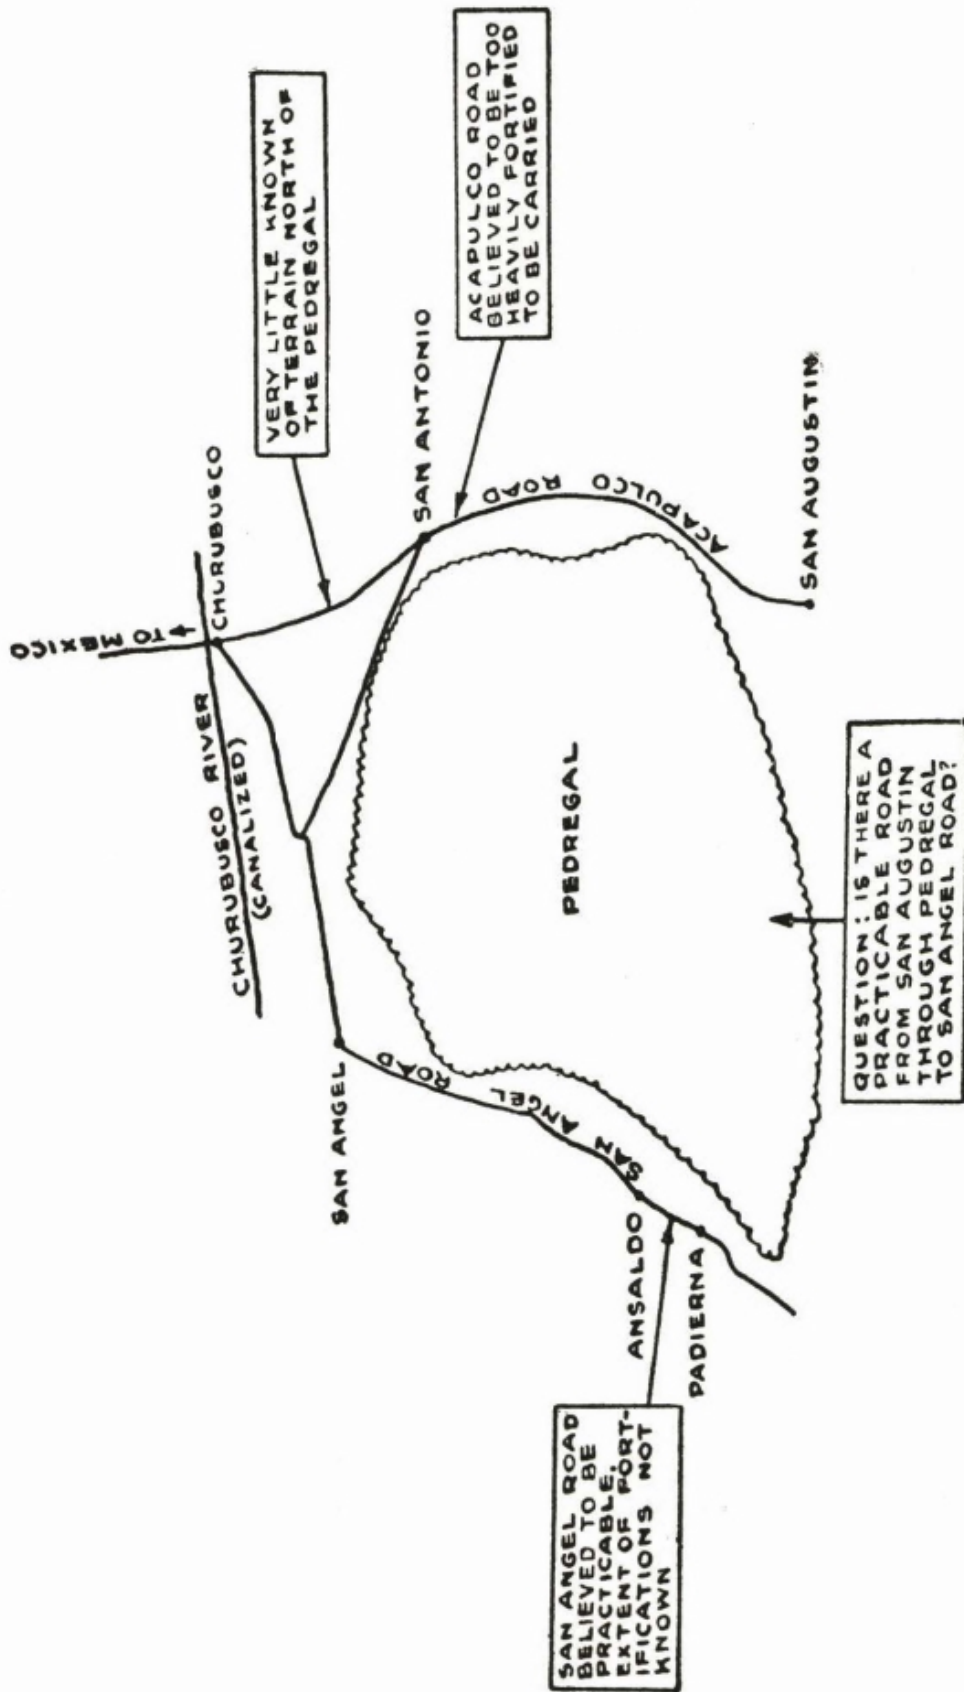 TO MEXICO
CHURUBUSCO
CHURUBUSCO RIVER
(CANALIZED)
VERY LITTLE KNOWN
OF TERRAIN NORTH OF
THE PEDREGAL
SAN ANGEL
SAN ANTONIO
ACAPULCO ROAD
BELIEVED TO BE TOO
HEAVILY FORTIFIED
TO BE CARRIED
SAN ANGEL ROAD
ACAPULCO ROAD
PEDREGAL
ANSALDO
PADIERNA
SAN AUGUSTIN
SAN ANGEL ROAD
BELIEVED TO BE
PRACTICABLE.
EXTENT OF FORT-
IFICATIONS NOT
KNOWN
QUESTION: IS THERE A
PRACTICABLE ROAD
FROM SAN AUGUSTIN
THROUGH PEDREGAL
TO SAN ANGEL ROAD?